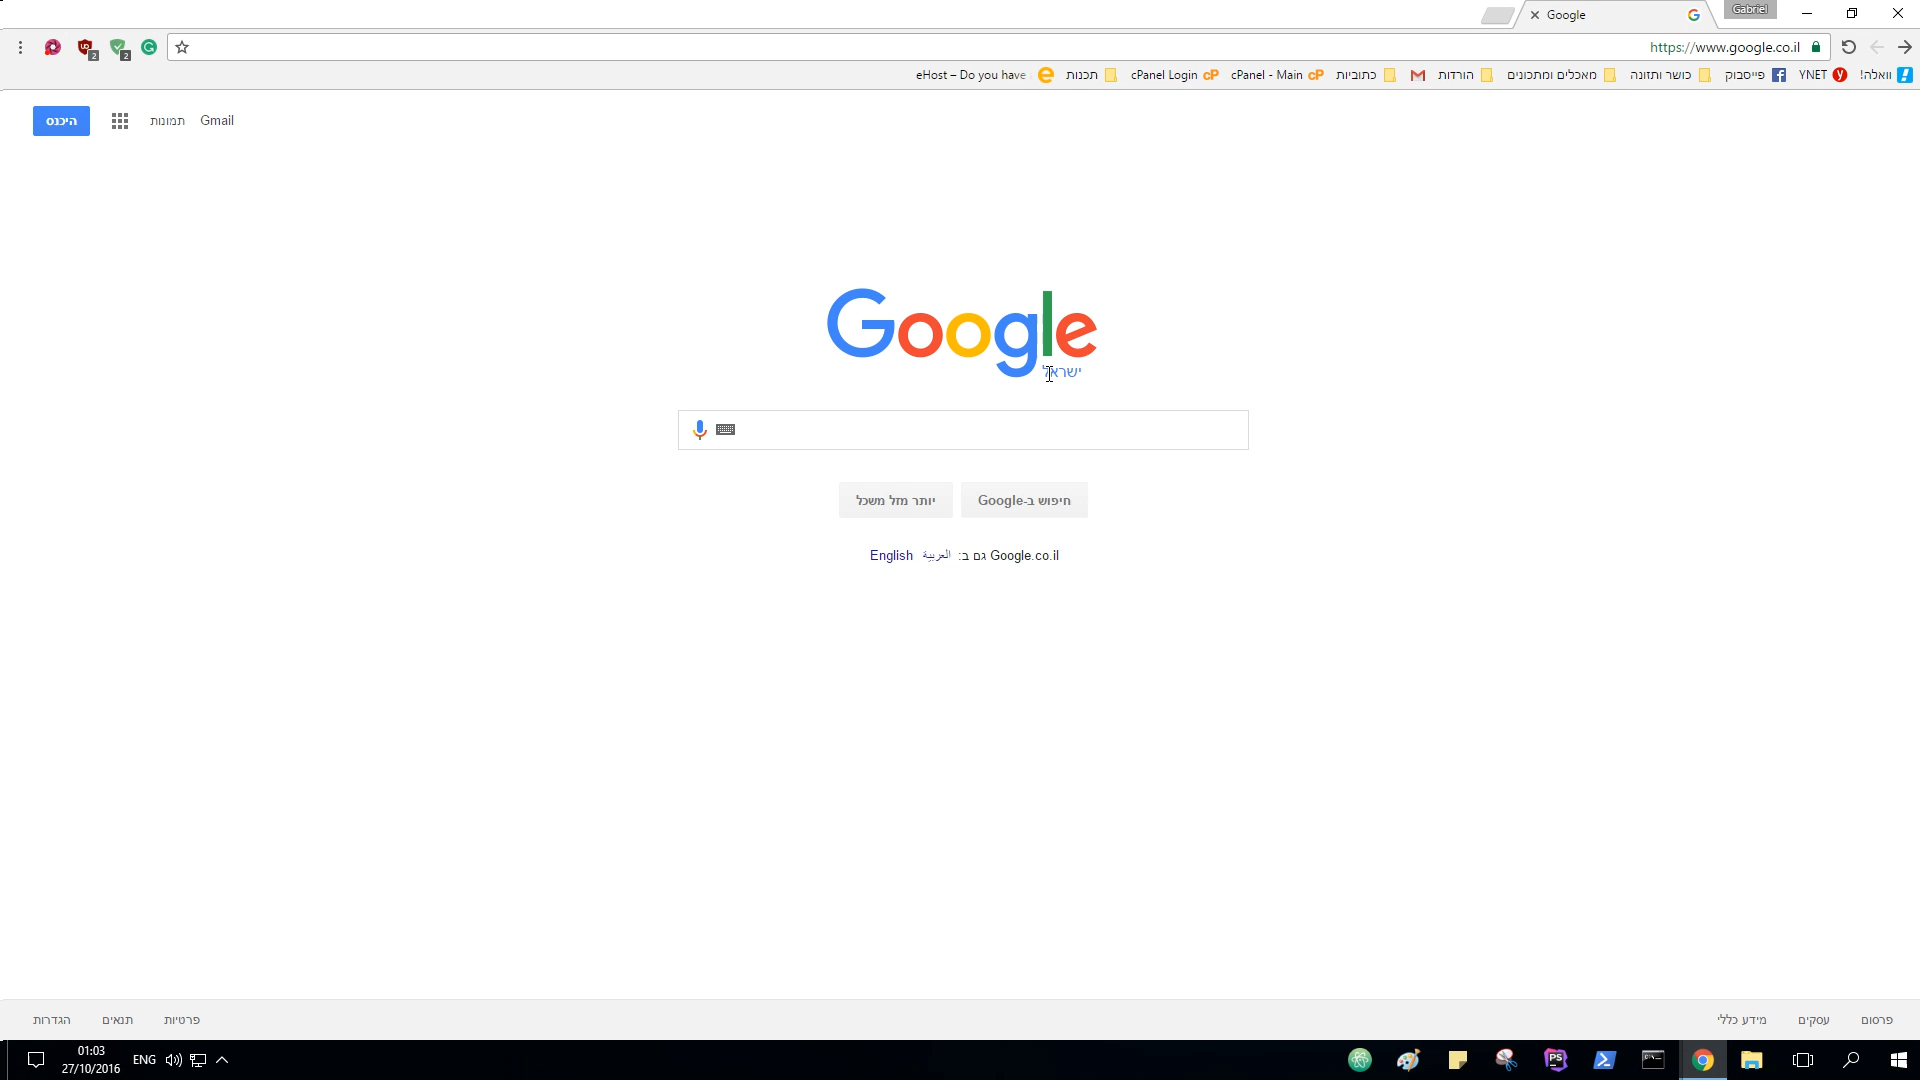 Google
Gabriel
https://www.google.co.il
וואלה!
YNET
פייסבוק
כושר ותזונה
מאכלים ומתכונים
הורדות
כתוביות
cPanel - Main
cPanel Login
תכנות
eHost – Do you have
היכנס
תמונות
Gmail
Google
ישראל
חיפוש ב-Google
יותר מזל משכל
Google.co.il גם ב: العربية English
פרסום
עסקים
מידע כללי
פרטיות
תנאים
הגדרות
01:03
27/10/2016
ENG